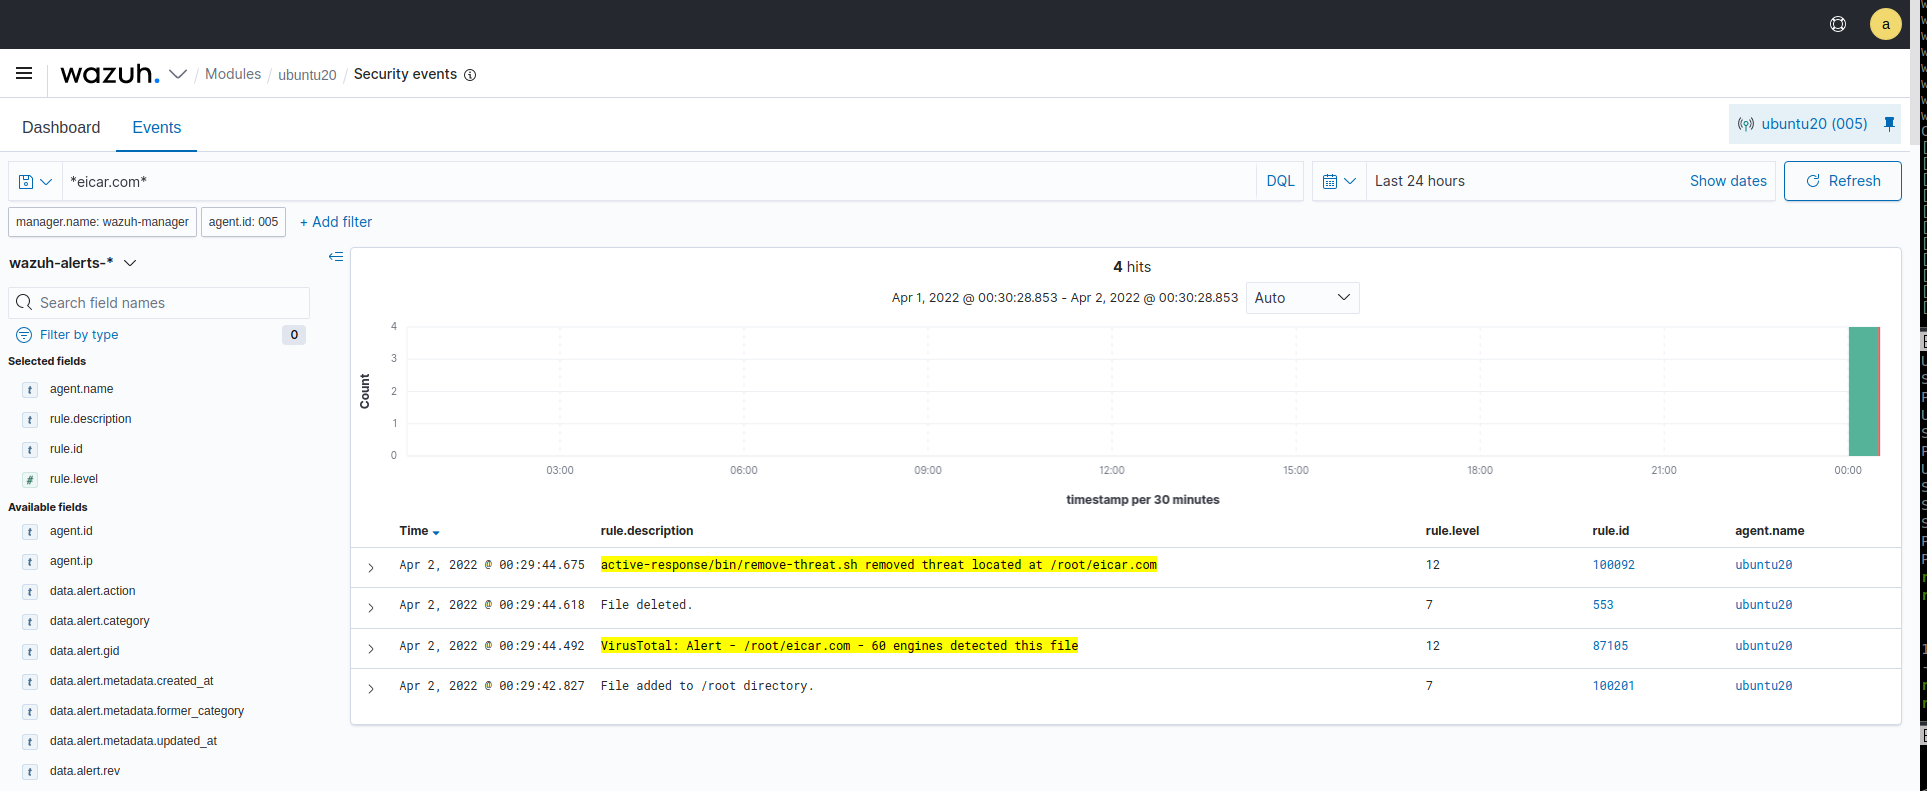 a
wazuh. / Modules / ubuntu20 / Security events
Dashboard Events
ubuntu20 (005)
*eicar.com* DQL Last 24 hours Show dates Refresh
manager.name: wazuh-manager agent.id: 005 + Add filter
wazuh-alerts-*
Search field names
Filter by type 0
Selected fields
t agent.name
t rule.description
t rule.id
# rule.level
Available fields
t agent.id
t agent.ip
t data.alert.action
t data.alert.category
t data.alert.gid
t data.alert.metadata.created_at
t data.alert.metadata.former_category
t data.alert.metadata.updated_at
t data.alert.rev
4 hits
Apr 1, 2022 @ 00:30:28.853 - Apr 2, 2022 @ 00:30:28.853 Auto
Count
4
3
2
1
0
03:00 06:00 09:00 12:00 15:00 18:00 21:00 00:00
timestamp per 30 minutes
Time rule.description rule.level rule.id agent.name
Apr 2, 2022 @ 00:29:44.675 active-response/bin/remove-threat.sh removed threat located at /root/eicar.com 12 100092 ubuntu20
Apr 2, 2022 @ 00:29:44.618 File deleted. 7 553 ubuntu20
Apr 2, 2022 @ 00:29:44.492 VirusTotal: Alert - /root/eicar.com - 60 engines detected this file 12 87105 ubuntu20
Apr 2, 2022 @ 00:29:42.827 File added to /root directory. 7 100201 ubuntu20